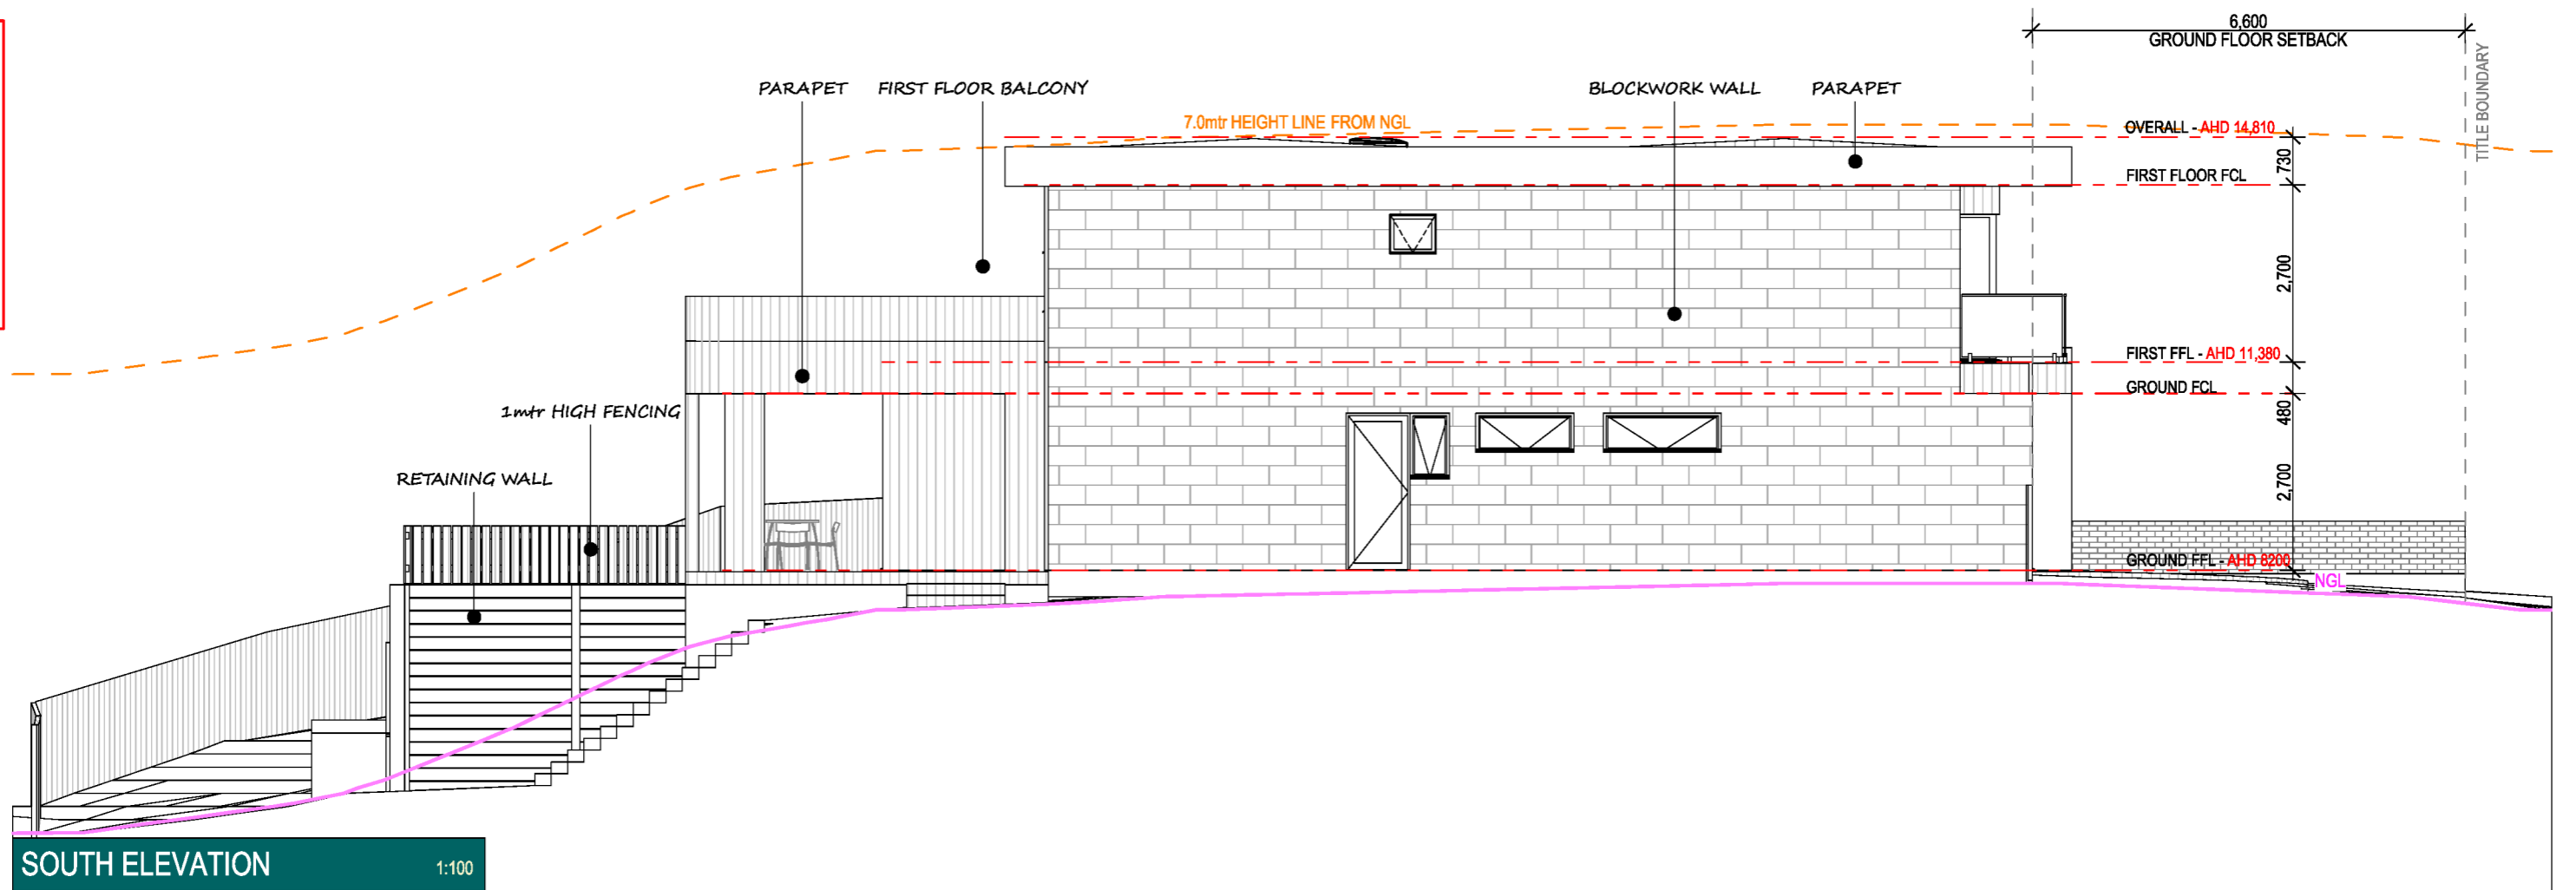 6,600
GROUND FLOOR SETBACK
TITLE BOUNDARY
PARAPET
FIRST FLOOR BALCONY
BLOCKWORK WALL
PARAPET
7.0mtr HEIGHT LINE FROM NGL
OVERALL - AHD 14,810
730
FIRST FLOOR FCL
2,700
FIRST FFL - AHD 11,380
GROUND FCL
480
1mtr HIGH FENCING
RETAINING WALL
2,700
GROUND FFL - AHD 8200
NGL
SOUTH ELEVATION 1:100